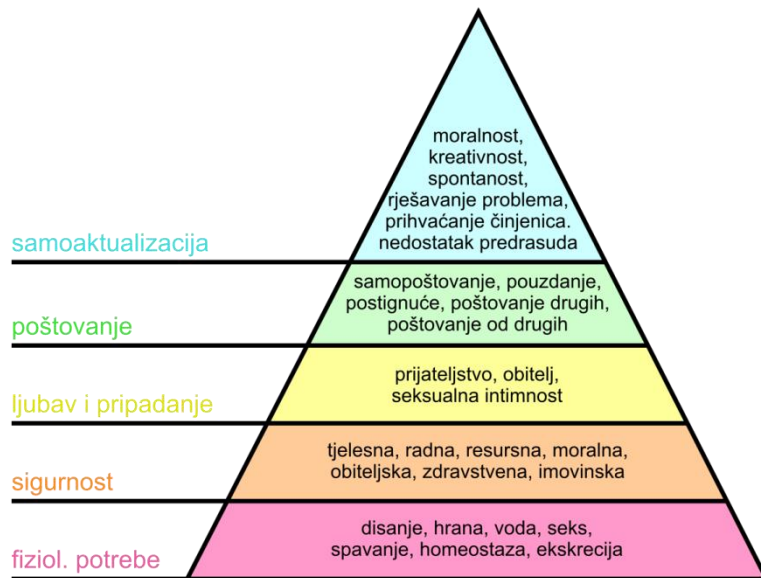 moralnost,
kreativnost,
spontanost,
rješavanje problema,
prihvaćanje činjenica.
nedostatak predrasuda
samoaktualizacija
samopoštovanje, pouzdanje,
postignuće, poštovanje drugih,
poštovanje od drugih
poštovanje
prijateljstvo, obitelj,
seksualna intimnost
ljubav i pripadanje
tjelesna, radna, resursna, moralna,
obiteljska, zdravstvena, imovinska
sigurnost
disanje, hrana, voda, seks,
spavanje, homeostaza, ekskrecija
fiziol. potrebe